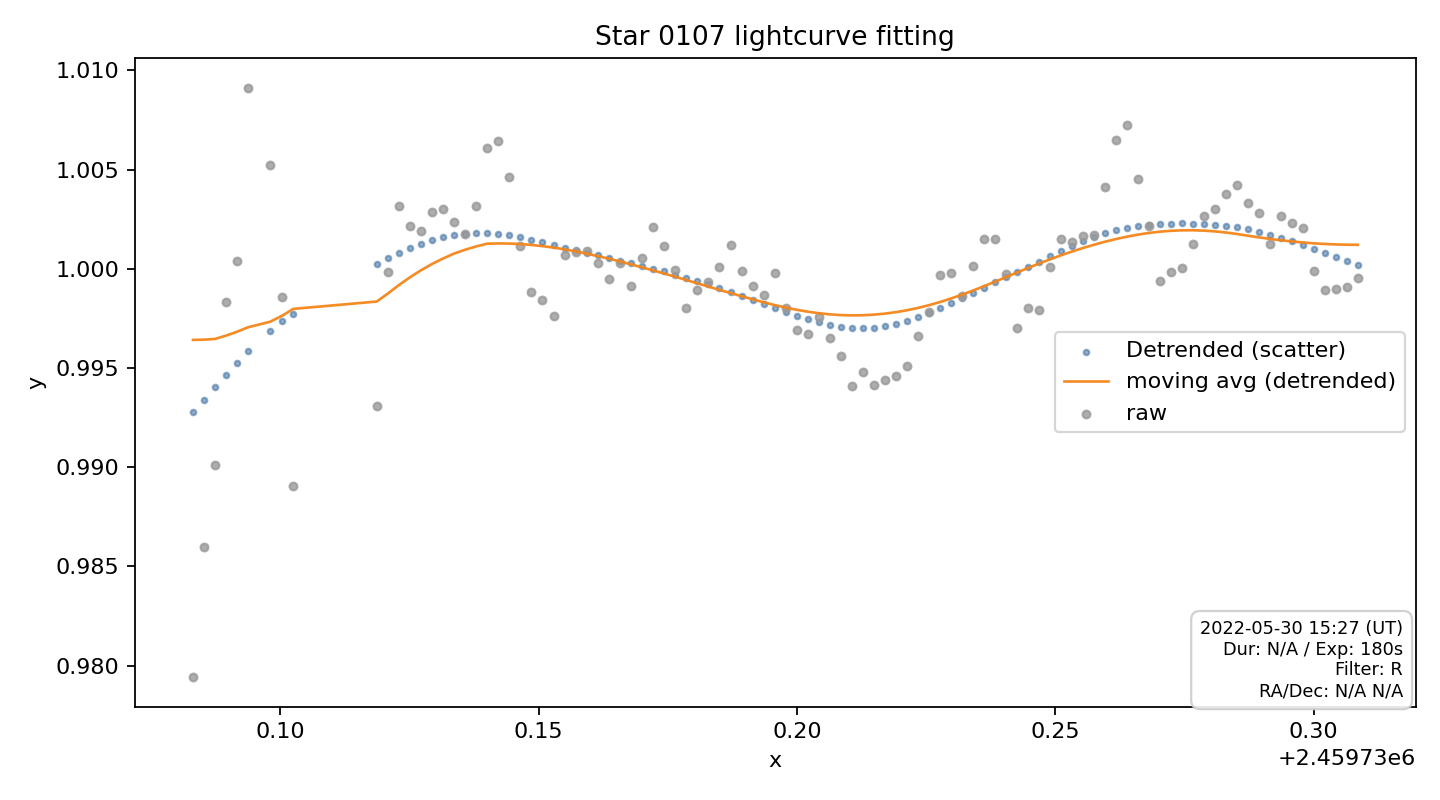 Star 0107 lightcurve fitting
y
1.010
1.005
1.000
0.995
0.990
0.985
0.980
Detrended (scatter)
moving avg (detrended)
raw
2022-05-30 15:27 (UT)
Dur: N/A / Exp: 180s
Filter: R
RA/Dec: N/A N/A
0.10 0.15 0.20 0.25 0.30
x
+2.45973e6